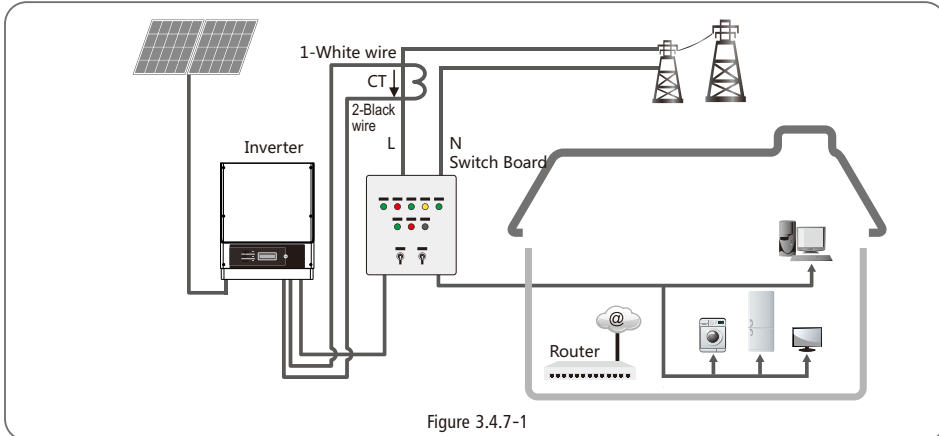 1-White wire
CT
2-Black
wire
L
N
Switch Board
Inverter
@
Router
Figure 3.4.7-1